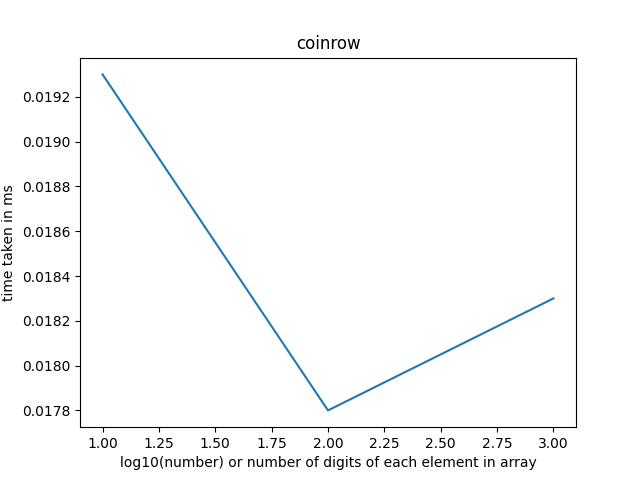 coinrow
0.0192
0.0190
0.0188
0.0186
0.0184
0.0182
0.0180
0.0178
time taken in ms
1.00 1.25 1.50 1.75 2.00 2.25 2.50 2.75 3.00
log10(number) or number of digits of each element in array